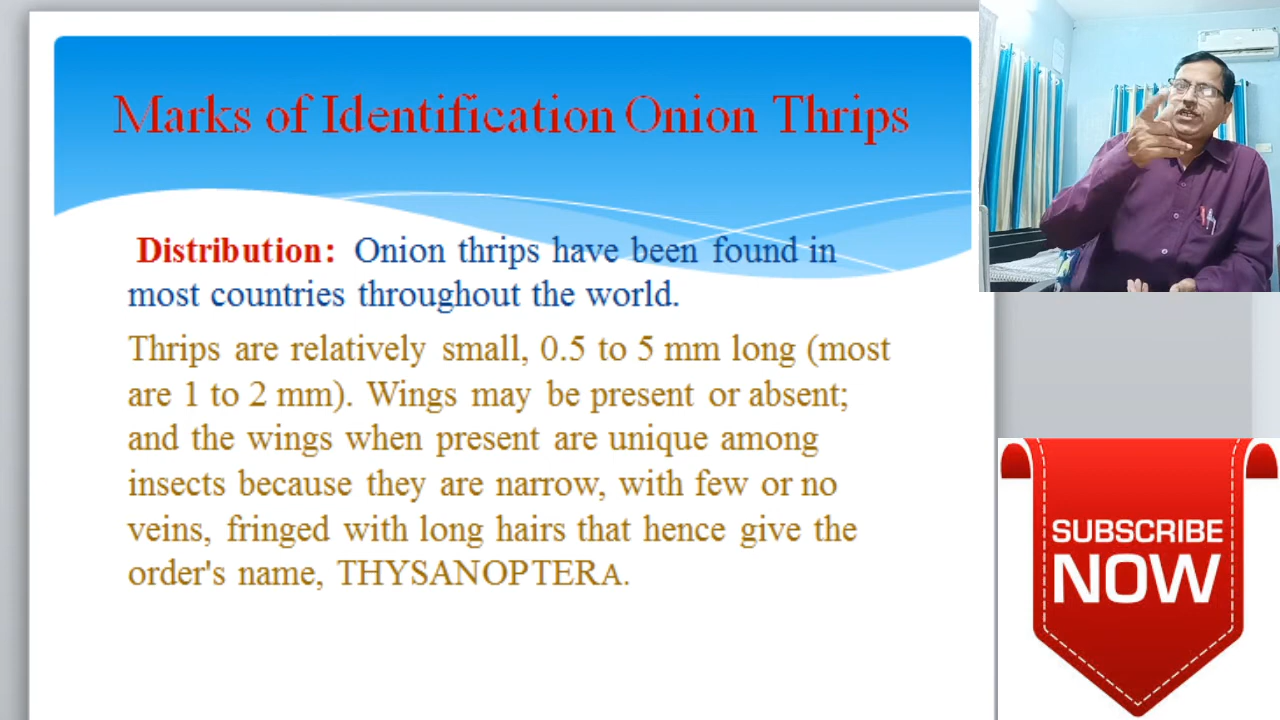 Marks of Identification Onion Thrips
Distribution: Onion thrips have been found in
most countries throughout the world.
Thrips are relatively small, 0.5 to 5 mm long (most
are 1 to 2 mm). Wings may be present or absent;
and the wings when present are unique among
insects because they are narrow, with few or no
veins, fringed with long hairs that hence give the
order's name, THYSANOPTERA.
SUBSCRIBE
NOW